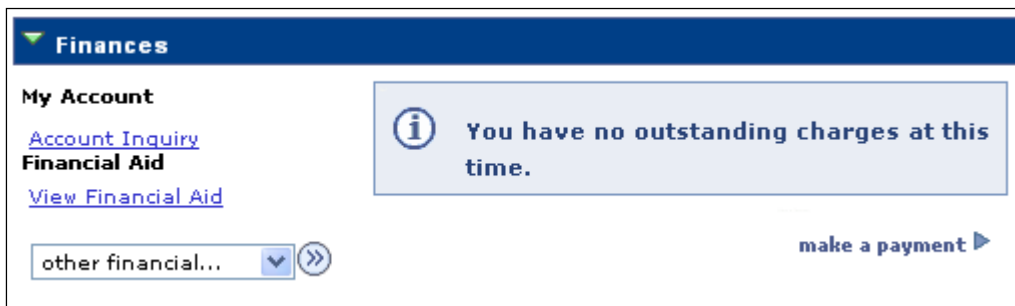 Finances
My Account
Account Inquiry
Financial Aid
View Financial Aid
other financial...
You have no outstanding charges at this
time.
make a payment